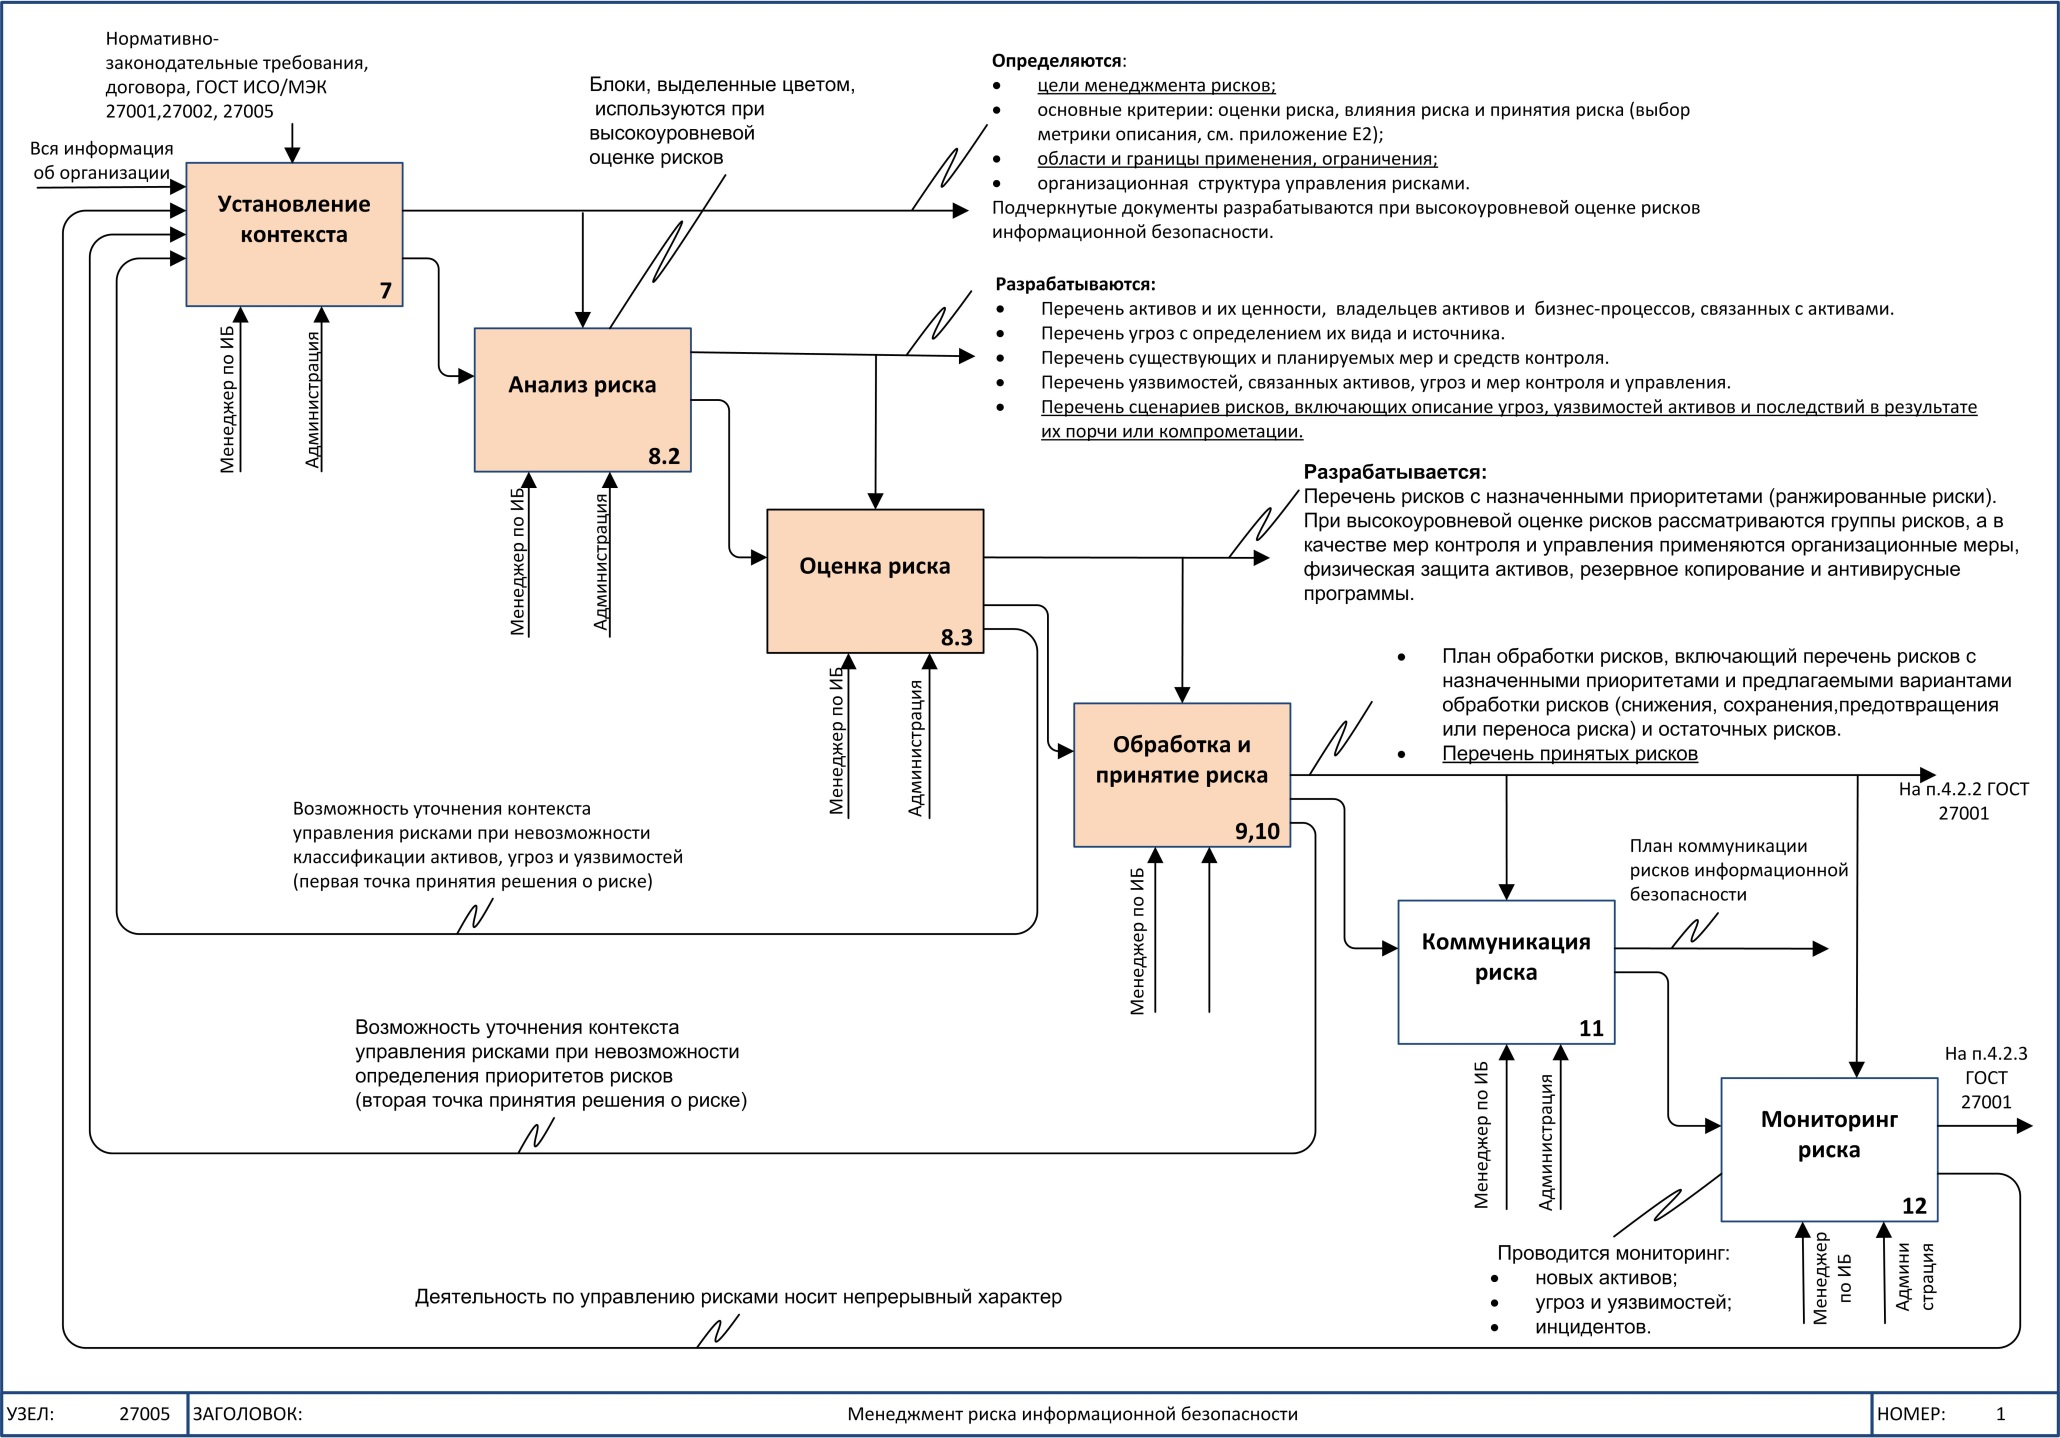 Нормативно-
законодательные требования,
договора, ГОСТ ИСО/МЭК
27001,27002, 27005
Вся информация
об организации
Установление
контекста
7
Менеджер по ИБ
Администрация
Блоки, выделенные цветом,
используются при
высокоуровневой
оценке рисков
Определяются:
• цели менеджмента рисков;
• основные критерии: оценки риска, влияния риска и принятия риска (выбор
метрики описания, см. приложение Е2);
• области и границы применения, ограничения;
• организационная структура управления рисками.
Подчеркнутые документы разрабатываются при высокоуровневой оценке рисков
информационной безопасности.
Анализ риска
8.2
Менеджер по ИБ
Администрация
Разрабатываются:
• Перечень активов и их ценности, владельцев активов и бизнес-процессов, связанных с активами.
• Перечень угроз с определением их вида и источника.
• Перечень существующих и планируемых мер и средств контроля.
• Перечень уязвимостей, связанных активов, угроз и мер контроля и управления.
• Перечень сценариев рисков, включающих описание угроз, уязвимостей активов и последствий в результате
их порчи или компрометации.
Оценка риска
8.3
Менеджер по ИБ
Администрация
Разрабатывается:
Перечень рисков с назначенными приоритетами (ранжированные риски).
При высокоуровневой оценке рисков рассматриваются группы рисков, а в
качестве мер контроля и управления применяются организационные меры,
физическая защита активов, резервное копирование и антивирусные
программы.
Обработка и
принятие риска
9,10
Менеджер по ИБ
• План обработки рисков, включающий перечень рисков с
назначенными приоритетами и предлагаемыми вариантами
обработки рисков (снижения, сохранения,предотвращения
или переноса риска) и остаточных рисков.
• Перечень принятых рисков
На п.4.2.2 ГОСТ
27001
Возможность уточнения контекста
управления рисками при невозможности
классификации активов, угроз и уязвимостей
(первая точка принятия решения о риске)
План коммуникации
рисков информационной
безопасности
Коммуникация
риска
11
Менеджер по ИБ
Администрация
Возможность уточнения контекста
управления рисками при невозможности
определения приоритетов рисков
(вторая точка принятия решения о риске)
На п.4.2.3
ГОСТ
27001
Мониторинг
риска
12
Менеджер
по ИБ
Админи
страция
Проводится мониторинг:
• новых активов;
• угроз и уязвимостей;
• инцидентов.
Деятельность по управлению рисками носит непрерывный характер
УЗЕЛ: 27005 ЗАГОЛОВОК: Менеджмент риска информационной безопасности НОМЕР: 1